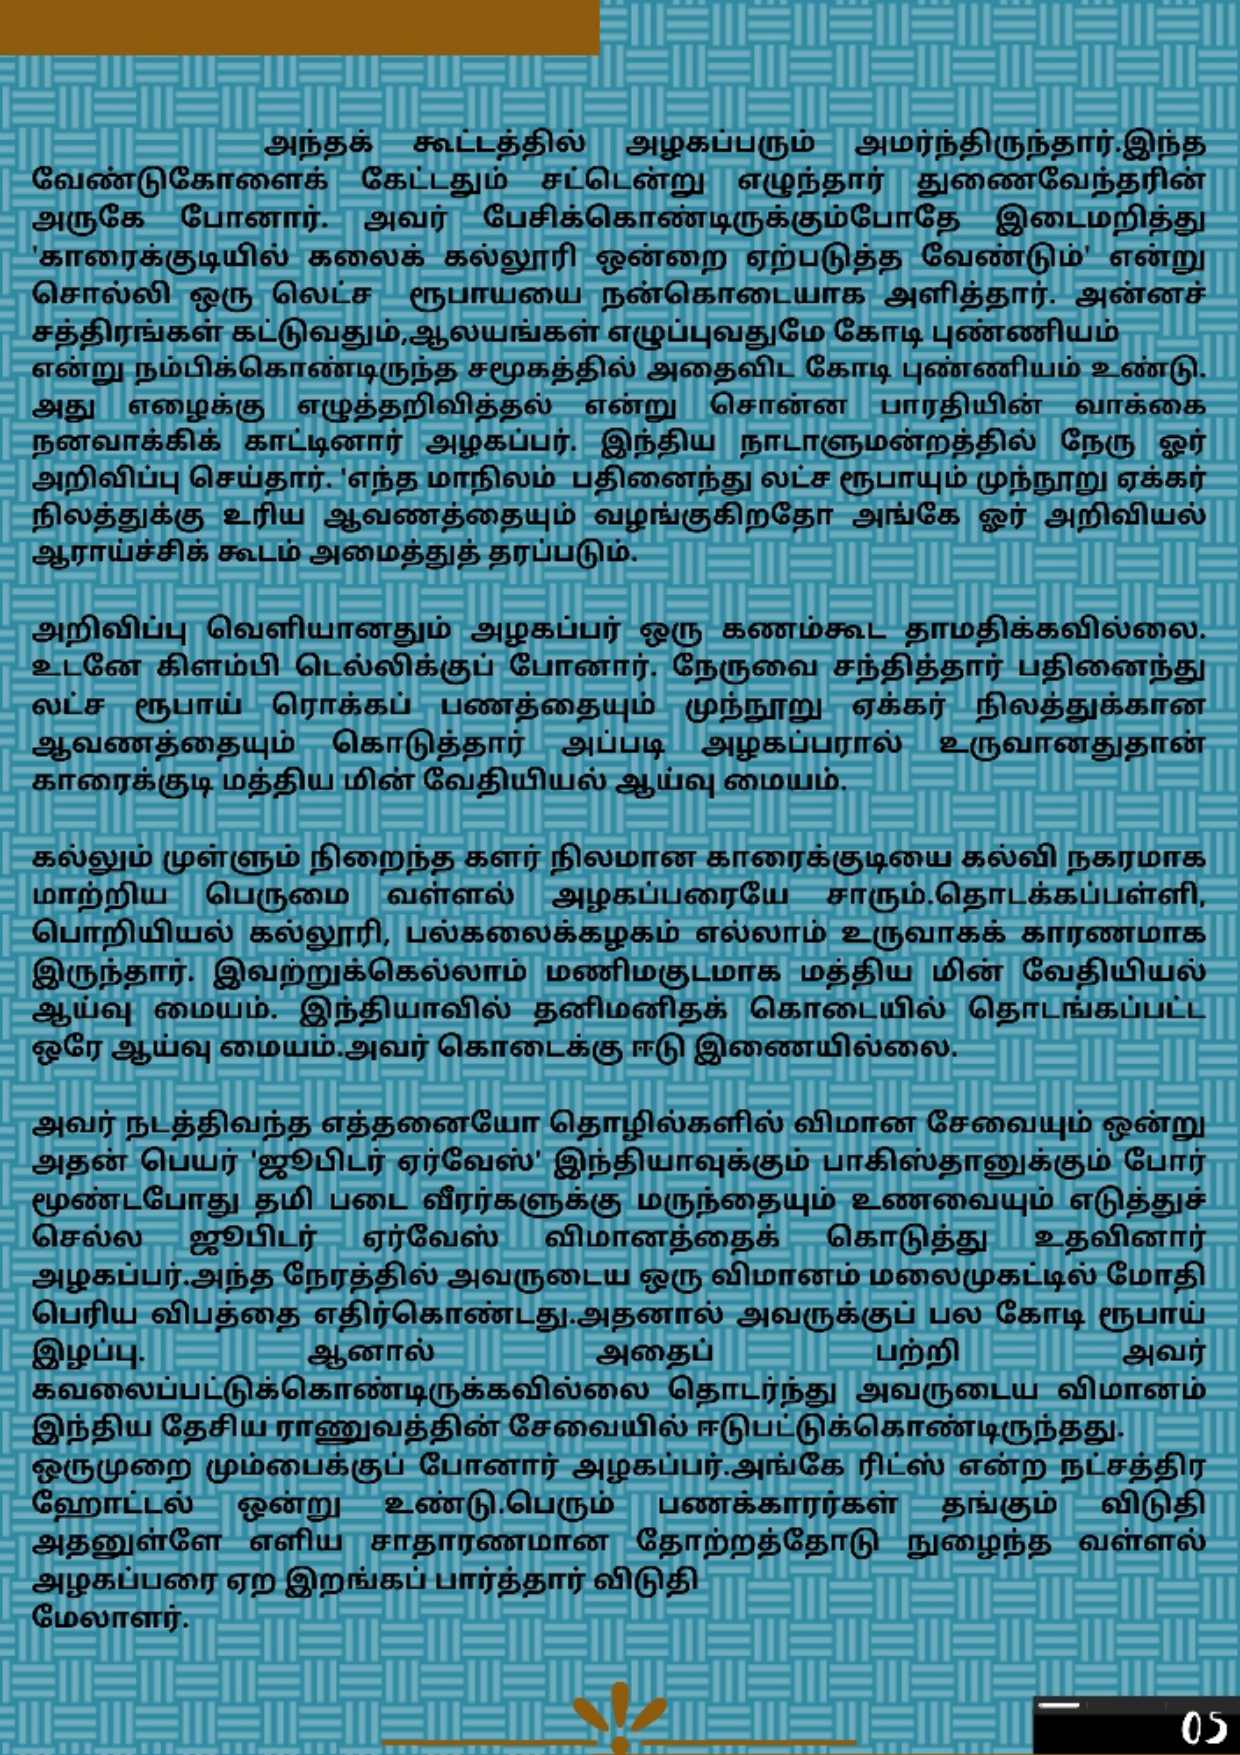 அந்தக் கூட்டத்தில் அழகப்பரும் அமர்ந்திருந்தார்.இந்த
வேண்டுகோளைக் கேட்டதும் சட்டென்று எழுந்தார் துணைவேந்தரின்
அருகே போனார். அவர் பேசிக்கொண்டிருக்கும்போதே இடைமறித்து
'காரைக்குடியில் கலைக் கல்லூரி ஒன்றை ஏற்படுத்த வேண்டும்' என்று
சொல்லி ஒரு லெட்ச ரூபாயயை நன்கொடையாக அளித்தார். அன்னச்
சத்திரங்கள் கட்டுவதும்,ஆலயங்கள் எழுப்புவதுமே கோடி புண்ணியம்
என்று நம்பிக்கொண்டிருந்த சமூகத்தில் அதைவிட கோடி புண்ணியம் உண்டு.
அது எழைக்கு எழுத்தறிவித்தல் என்று சொன்ன பாரதியின் வாக்கை
நனவாக்கிக் காட்டினார் அழகப்பர். இந்திய நாடாளுமன்றத்தில் நேரு ஓர்
அறிவிப்பு செய்தார். 'எந்த மாநிலம் பதினைந்து லட்ச ரூபாயும் முந்நூறு ஏக்கர்
நிலத்துக்கு உரிய ஆவணத்தையும் வழங்குகிறதோ அங்கே ஓர் அறிவியல்
ஆராய்ச்சிக் கூடம் அமைத்துத் தரப்படும்.
அறிவிப்பு வெளியானதும் அழகப்பர் ஒரு கணம்கூட தாமதிக்கவில்லை.
உடனே கிளம்பி டெல்லிக்குப் போனார். நேருவை சந்தித்தார் பதினைந்து
லட்ச ரூபாய் ரொக்கப் பணத்தையும் முந்நூறு ஏக்கர் நிலத்துக்கான
ஆவணத்தையும் கொடுத்தார் அப்படி அழகப்பரால் உருவானதுதான்
காரைக்குடி மத்திய மின் வேதியியல் ஆய்வு மையம்.
கல்லும் முள்ளும் நிறைந்த களர் நிலமான காரைக்குடியை கல்வி நகரமாக
மாற்றிய பெருமை வள்ளல் அழகப்பரையே சாரும்.தொடக்கப்பள்ளி,
பொறியியல் கல்லூரி, பல்கலைக்கழகம் எல்லாம் உருவாகக் காரணமாக
இருந்தார். இவற்றுக்கெல்லாம் மணிமகுடமாக மத்திய மின் வேதியியல்
ஆய்வு மையம். இந்தியாவில் தனிமனிதக் கொடையில் தொடங்கப்பட்ட
ஒரே ஆய்வு மையம்.அவர் கொடைக்கு ஈடு இணையில்லை.
அவர் நடத்திவந்த எத்தனையோ தொழில்களில் விமான சேவையும் ஒன்று
அதன் பெயர் 'ஜூபிடர் ஏர்வேஸ்' இந்தியாவுக்கும் பாகிஸ்தானுக்கும் போர்
மூண்டபோது தமி படை வீரர்களுக்கு மருந்தையும் உணவையும் எடுத்துச்
செல்ல ஜூபிடர் ஏர்வேஸ் விமானத்தைக் கொடுத்து உதவினார்
அழகப்பர்.அந்த நேரத்தில் அவருடைய ஒரு விமானம் மலைமுகட்டில் மோதி
பெரிய விபத்தை எதிர்கொண்டது.அதனால் அவருக்குப் பல கோடி ரூபாய்
இழப்பு. ஆனால் அதைப் பற்றி அவர்
கவலைப்பட்டுக்கொண்டிருக்கவில்லை தொடர்ந்து அவருடைய விமானம்
இந்திய தேசிய ராணுவத்தின் சேவையில் ஈடுபட்டுக்கொண்டிருந்தது.
ஒருமுறை மும்பைக்குப் போனார் அழகப்பர்.அங்கே ரிட்ஸ் என்ற நட்சத்திர
ஹோட்டல் ஒன்று உண்டு.பெரும் பணக்காரர்கள் தங்கும் விடுதி
அதனுள்ளே எளிய சாதாரணமான தோற்றத்தோடு நுழைந்த வள்ளல்
அழகப்பரை ஏற இறங்கப் பார்த்தார் விடுதி
மேலாளர்.
05